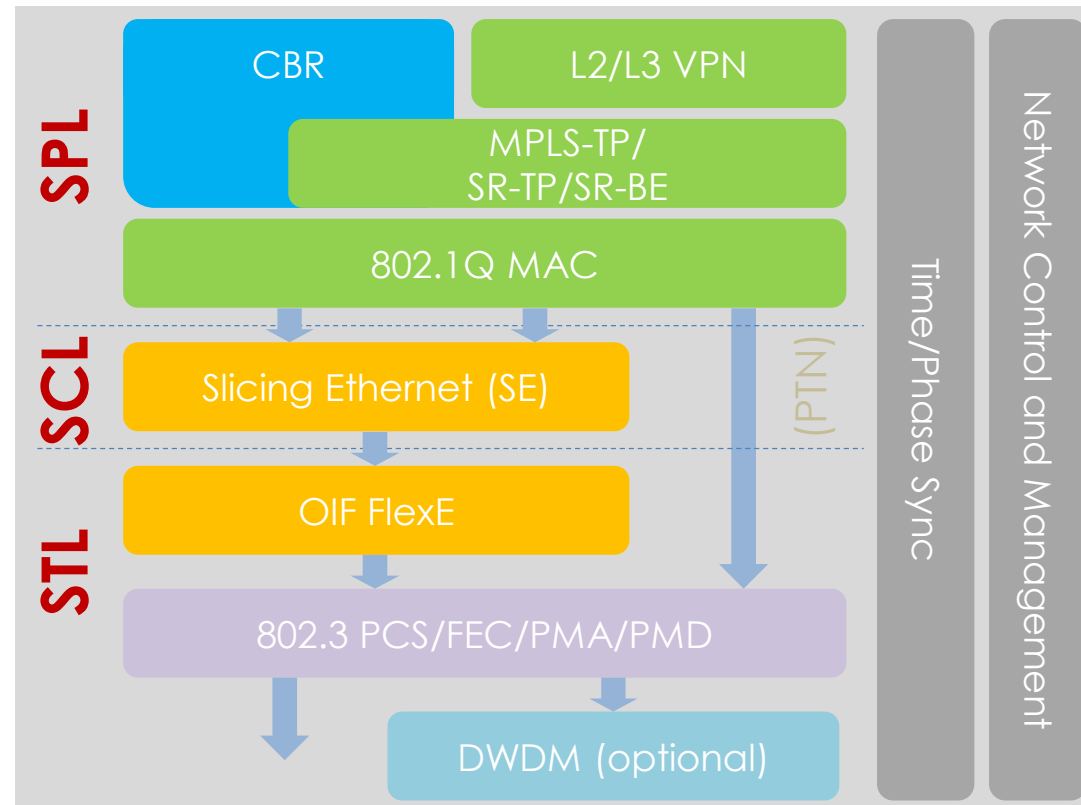 SPL
CBR
L2/L3 VPN
MPLS-TP/
SR-TP/SR-BE
802.1Q MAC
SCL
Slicing Ethernet (SE)
(PTN)
STL
OIF FlexE
802.3 PCS/FEC/PMA/PMD
DWDM (optional)
Time/Phase Sync
Network Control and Management